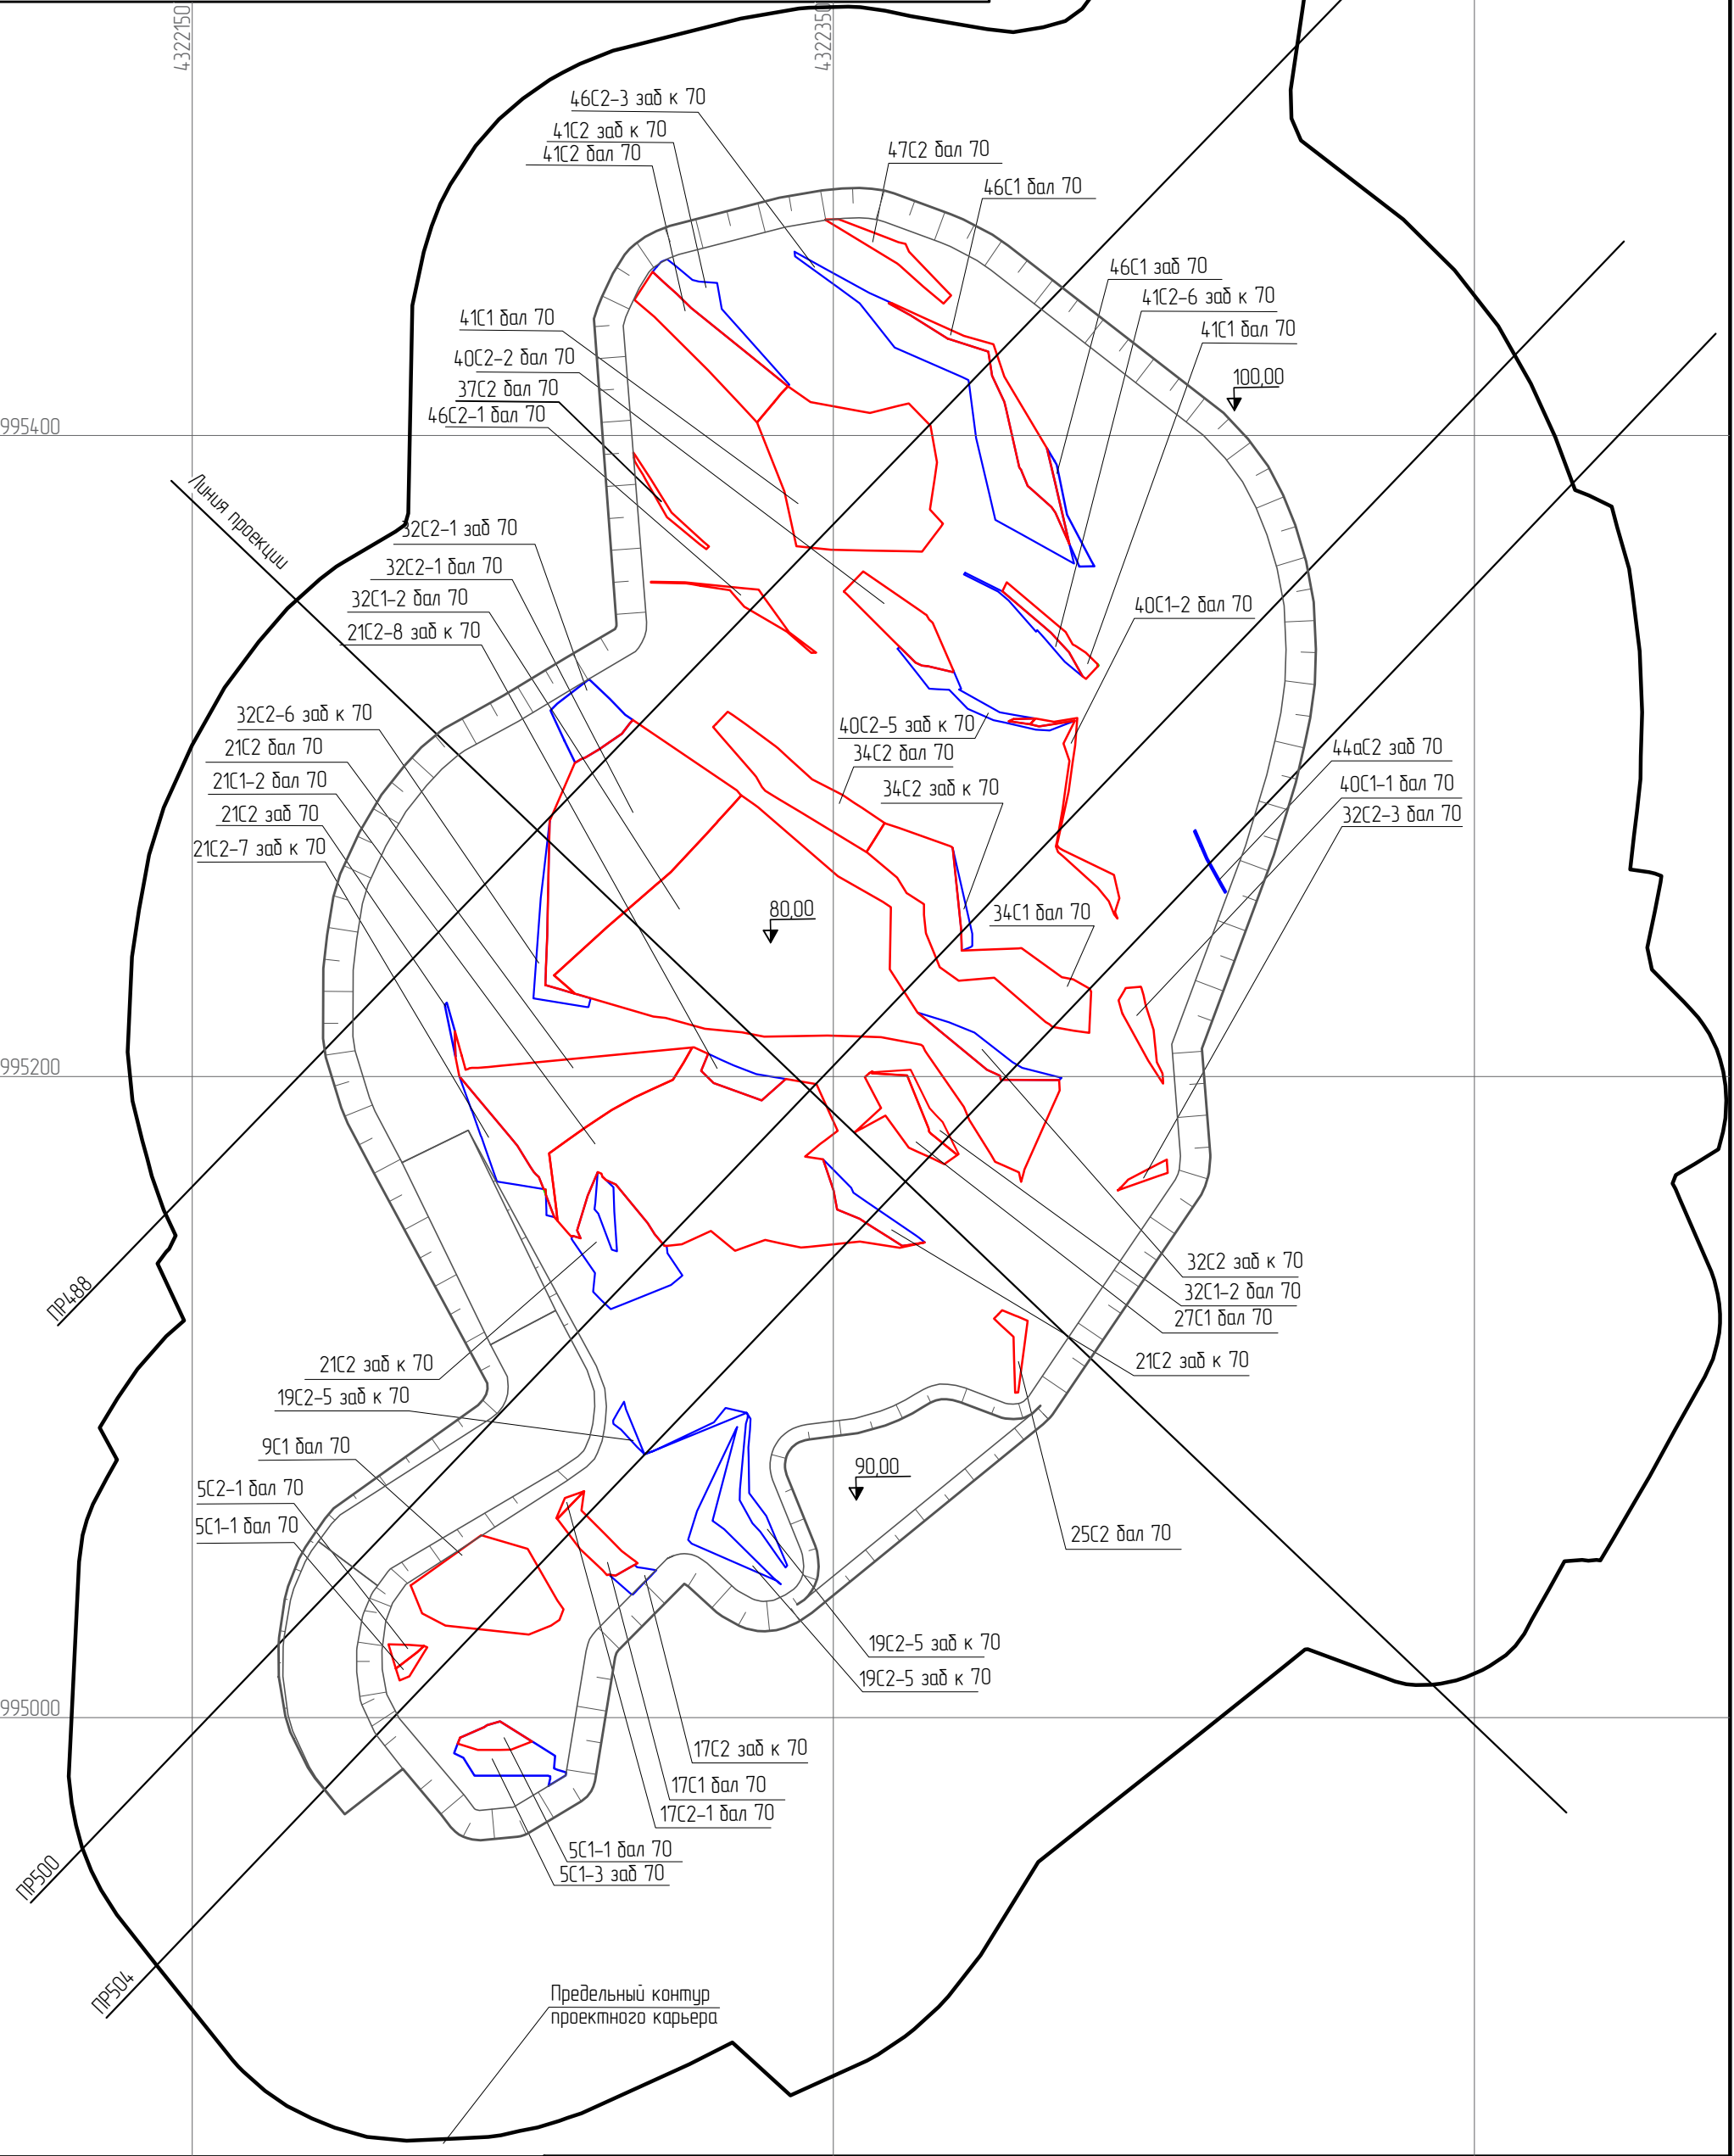 4322150
4322350
46С2-3 заб к 70
41С2 заб к 70
41С2 бал 70
47С2 бал 70
46С1 бал 70
46С1 заб 70
41С2-6 заб к 70
41С1 бал 70
41С1 бал 70
40С2-2 бал 70
37С2 бал 70
46С2-1 бал 70
100,00
995400
Линия проекции
32С2-1 заб 70
32С2-1 бал 70
32С1-2 бал 70
21С2-8 заб к 70
40С1-2 бал 70
32С2-6 заб к 70
21С2 бал 70
21С1-2 бал 70
21С2 заб 70
21С2-7 заб к 70
40С2-5 заб к 70
34С2 бал 70
34С2 заб к 70
44аС2 заб 70
40С1-1 бал 70
32С2-3 бал 70
80,00
34С1 бал 70
995200
ПР488
32С2 заб к 70
32С1-2 бал 70
27С1 бал 70
21С2 заб к 70
21С2 заб к 70
19С2-5 заб к 70
9С1 бал 70
5С2-1 бал 70
5С1-1 бал 70
90,00
25С2 бал 70
19С2-5 заб к 70
19С2-5 заб к 70
995000
17С2 заб к 70
17С1 бал 70
17С2-1 бал 70
5С1-1 бал 70
5С1-3 заб 70
ПР500
ПР504
Предельный контур
проектного карьера